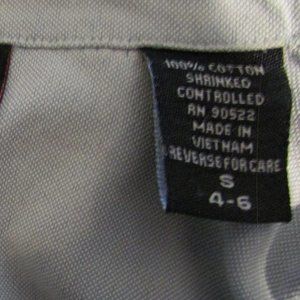 100% COTTON
SHRINKED
CONTROLLED
RN 90522
MADE IN
VIETNAM
REVERSE FOR CARE
S
4-6